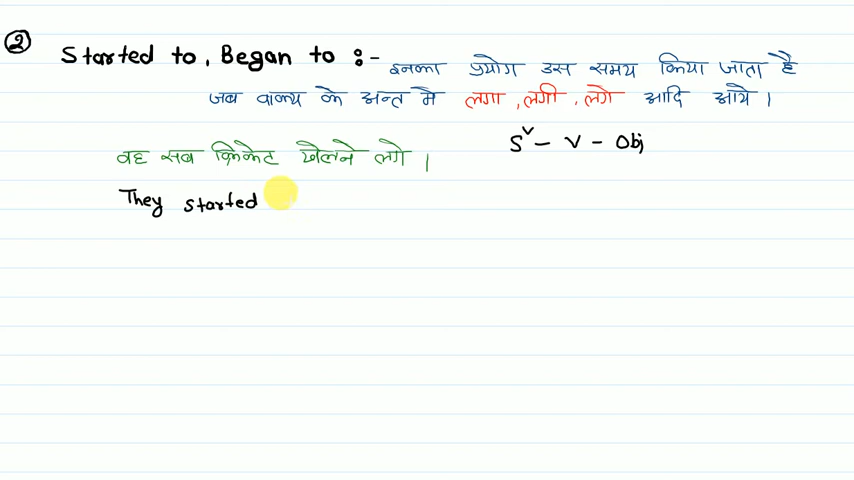 ② Started to, Began to :- इनका प्रयोग उस समय किया जाता है
जब वाक्य के अन्त मे लगा, लगी, लगे आदि आये।
S✓ - V - Obj
वह सब क्रिकेट खेलने लगे।
They started